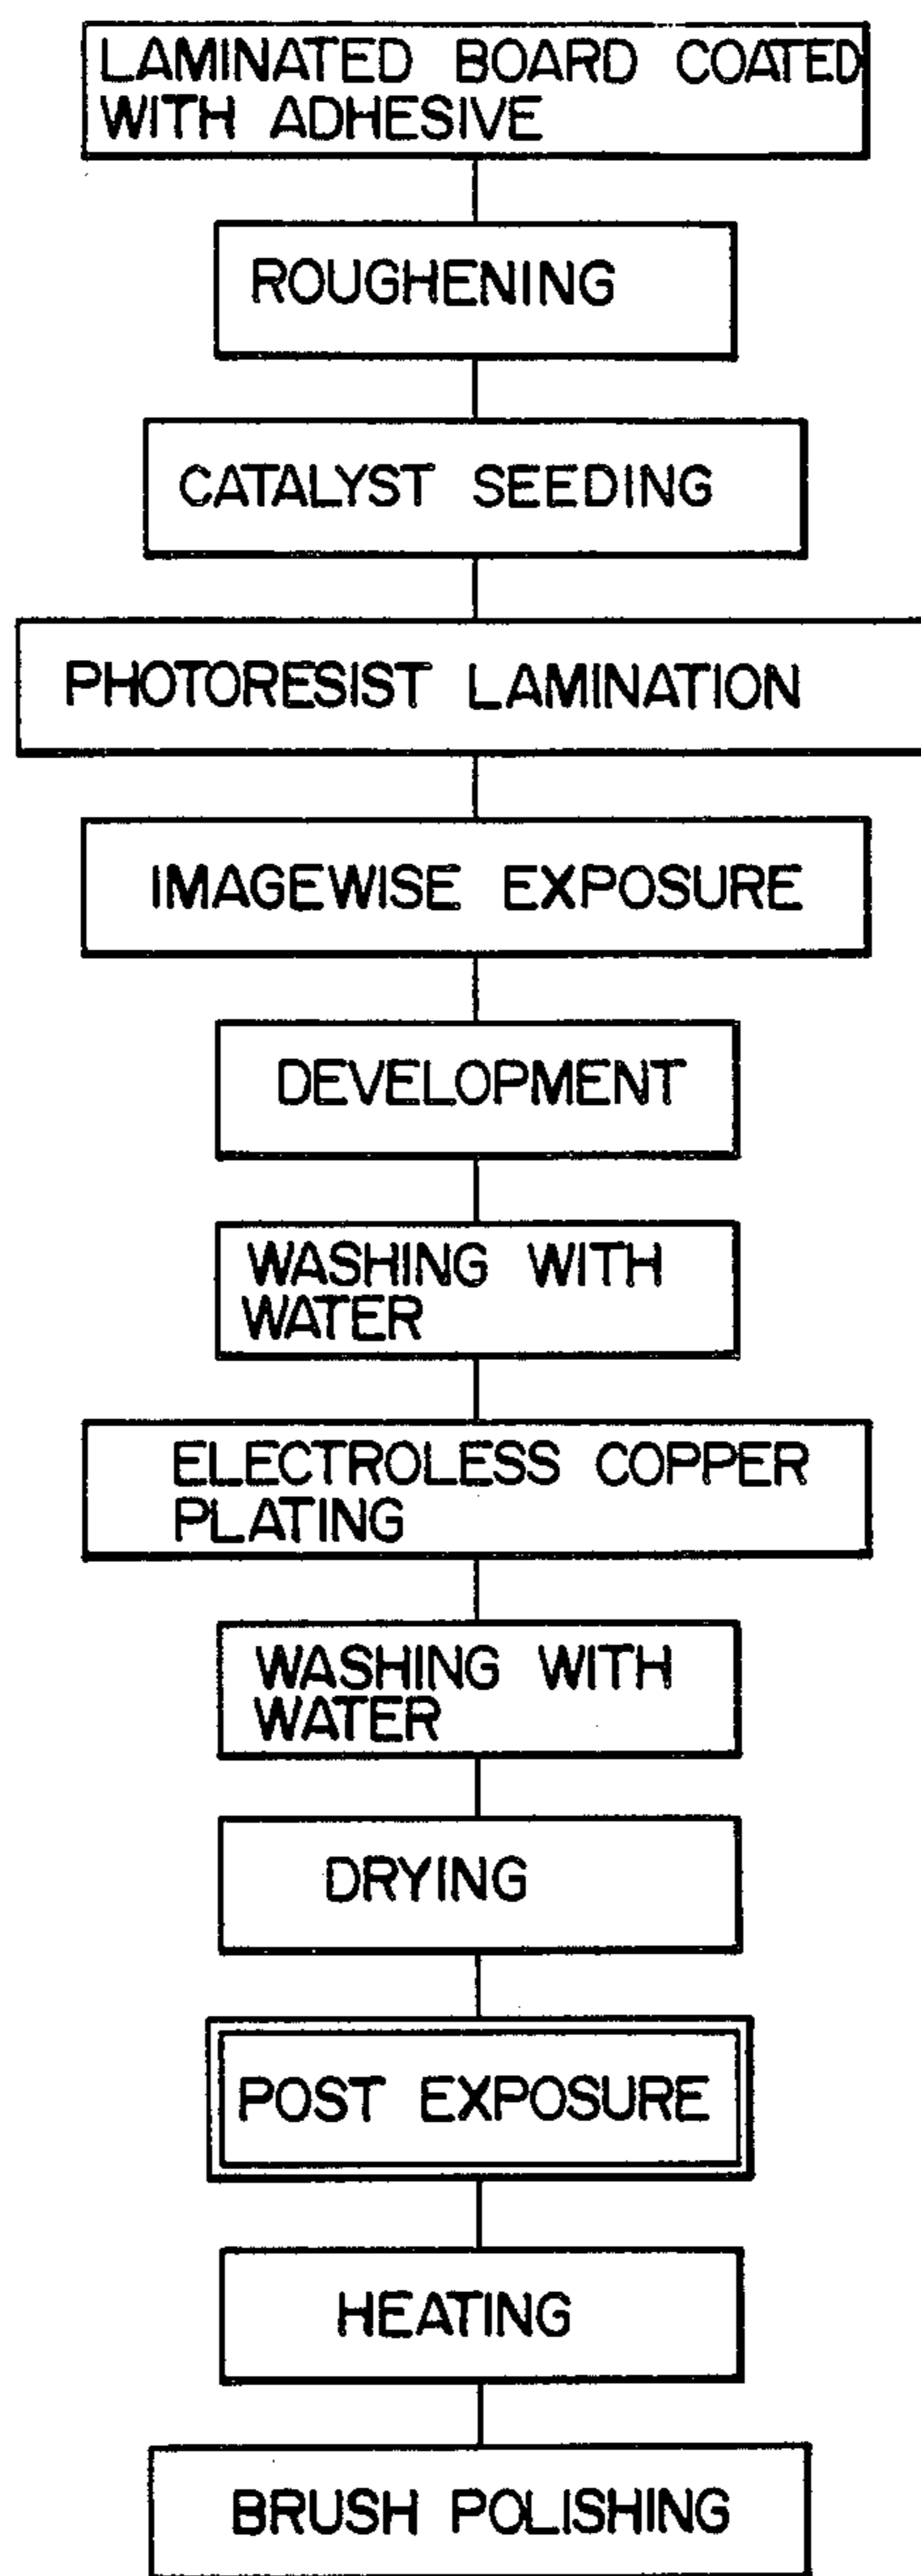 LAMINATED BOARD COATED
WITH ADHESIVE
ROUGHENING
CATALYST SEEDING
PHOTORESIST LAMINATION
IMAGEWISE EXPOSURE
DEVELOPMENT
WASHING WITH
WATER
ELECTROLESS COPPER
PLATING
WASHING WITH
WATER
DRYING
POST EXPOSURE
HEATING
BRUSH POLISHING